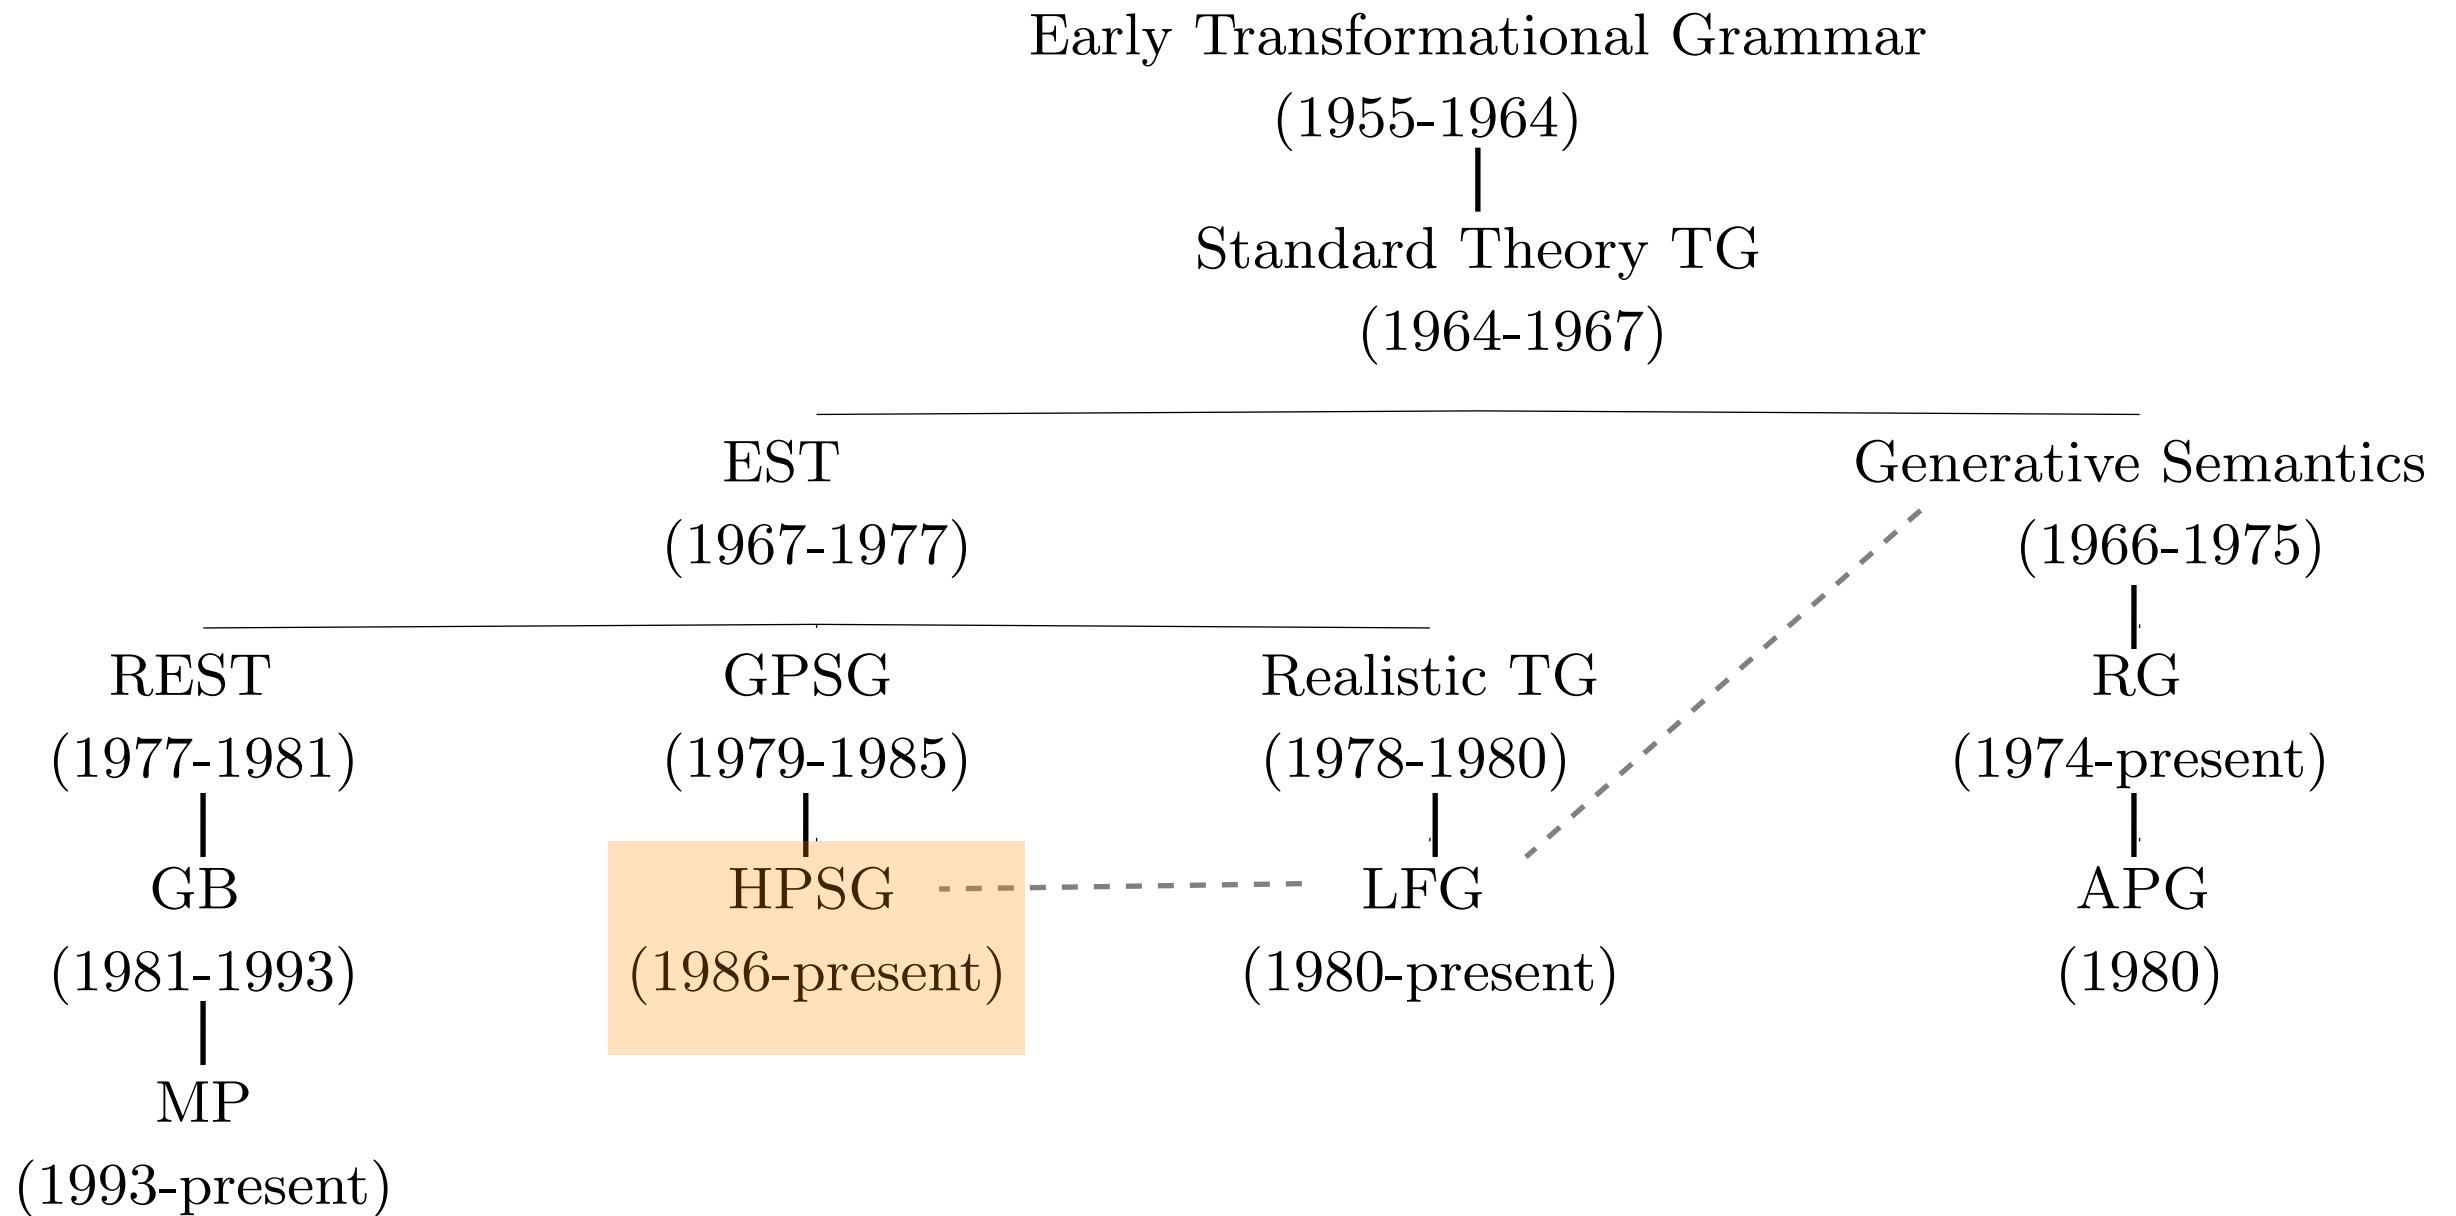 Early Transformational Grammar
(1955-1964)
Standard Theory TG
(1964-1967)
EST
(1967-1977)
Generative Semantics
(1966-1975)
REST
(1977-1981)
GPSG
(1979-1985)
Realistic TG
(1978-1980)
RG
(1974-present)
GB
(1981-1993)
HPSG
(1986-present)
LFG
(1980-present)
APG
(1980)
MP
(1993-present)